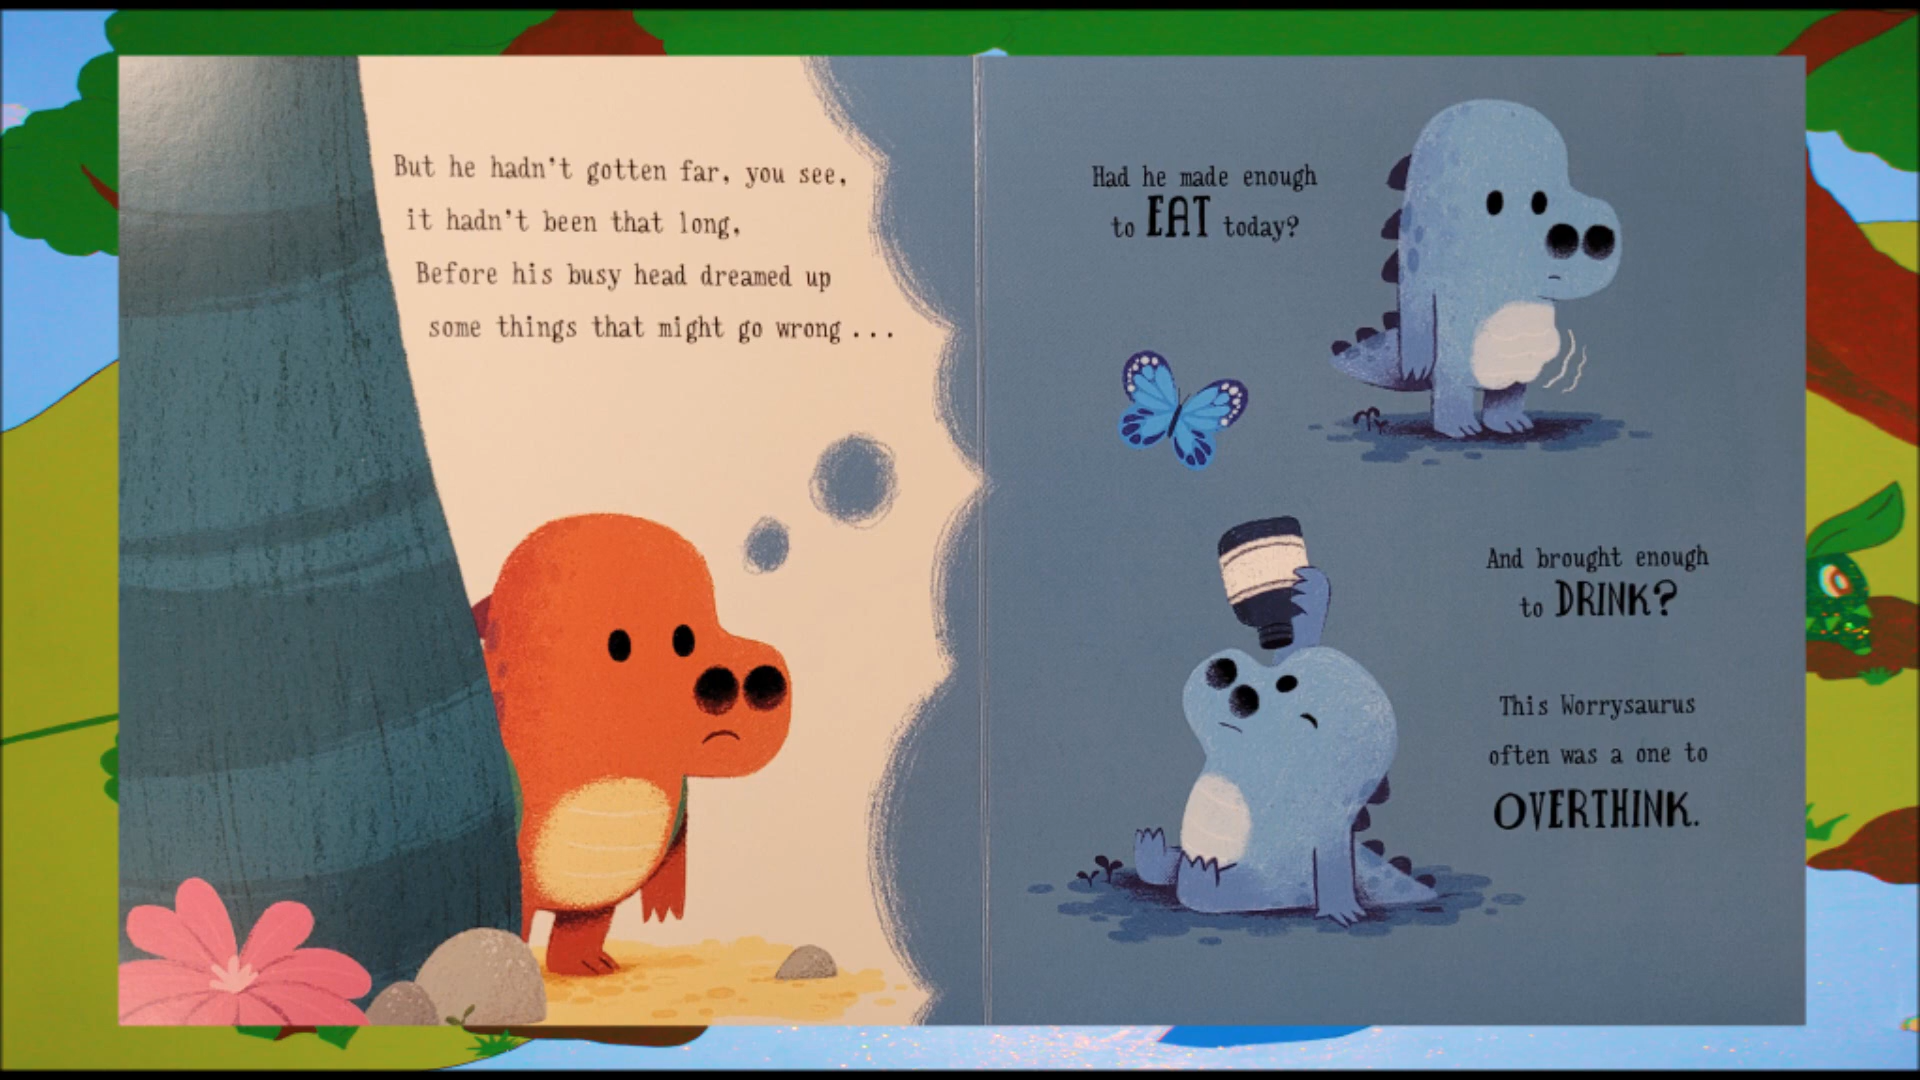 But he hadn't gotten far, you see,
it hadn't been that long,
Before his busy head dreamed up
some things that might go wrong ...
Had he made enough
to EAT today?
And brought enough
to DRINK?
This Worrysaurus
often was a one to
OVERTHINK.